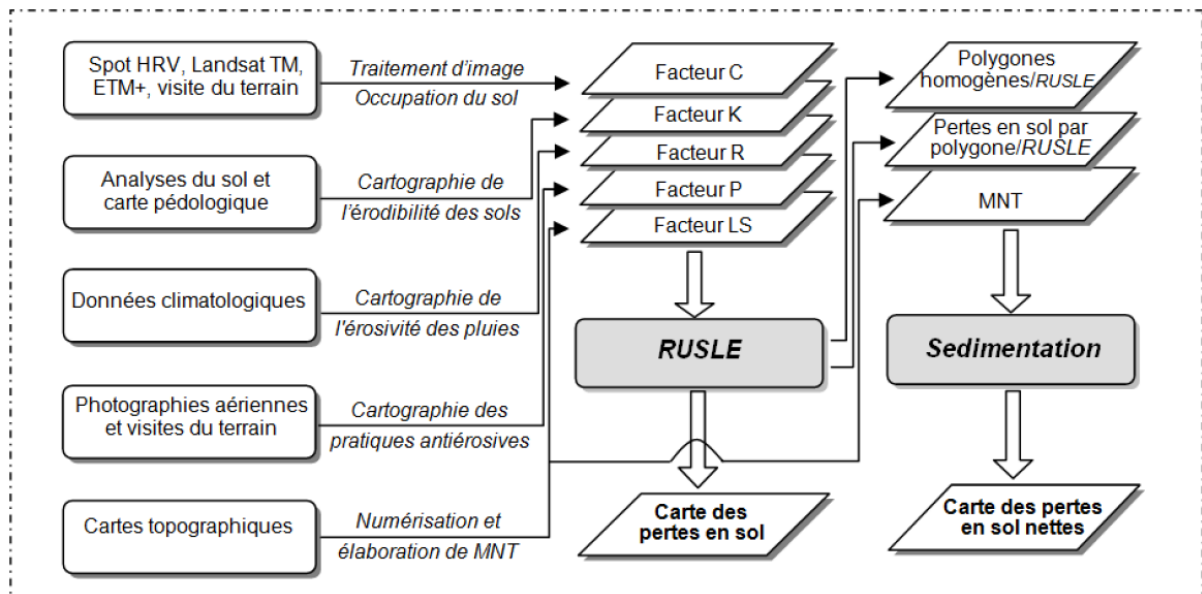 Spot HRV, Landsat TM,
ETM+, visite du terrain
Traitement d'image
Occupation du sol
Analyses du sol et
carte pédologique
Cartographie de
l'érodibilité des sols
Données climatologiques
Cartographie de
l'érosivité des pluies
Photographies aériennes
et visites du terrain
Cartographie des
pratiques antiérosives
Cartes topographiques
Numérisation et
élaboration de MNT
Facteur C
Facteur K
Facteur R
Facteur P
Facteur LS
RUSLE
Carte des
pertes en sol
Polygones
homogènes/RUSLE
Pertes en sol par
polygone/RUSLE
MNT
Sedimentation
Carte des pertes
en sol nettes